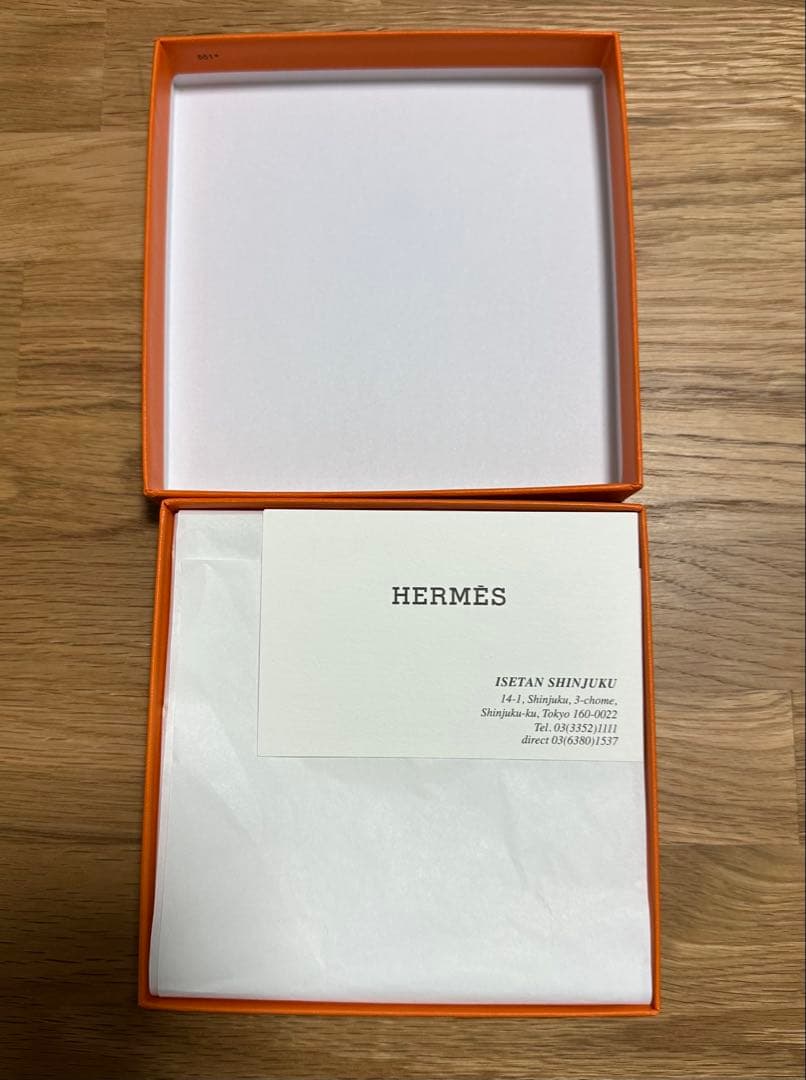 HERMĒS
ISETAN SHINJUKU
14-1, Shinjuku, 3-chome,
Shinjuku-ku, Tokyo 160-0022
Tel. 03(3352)1111
direct 03(6380)1537